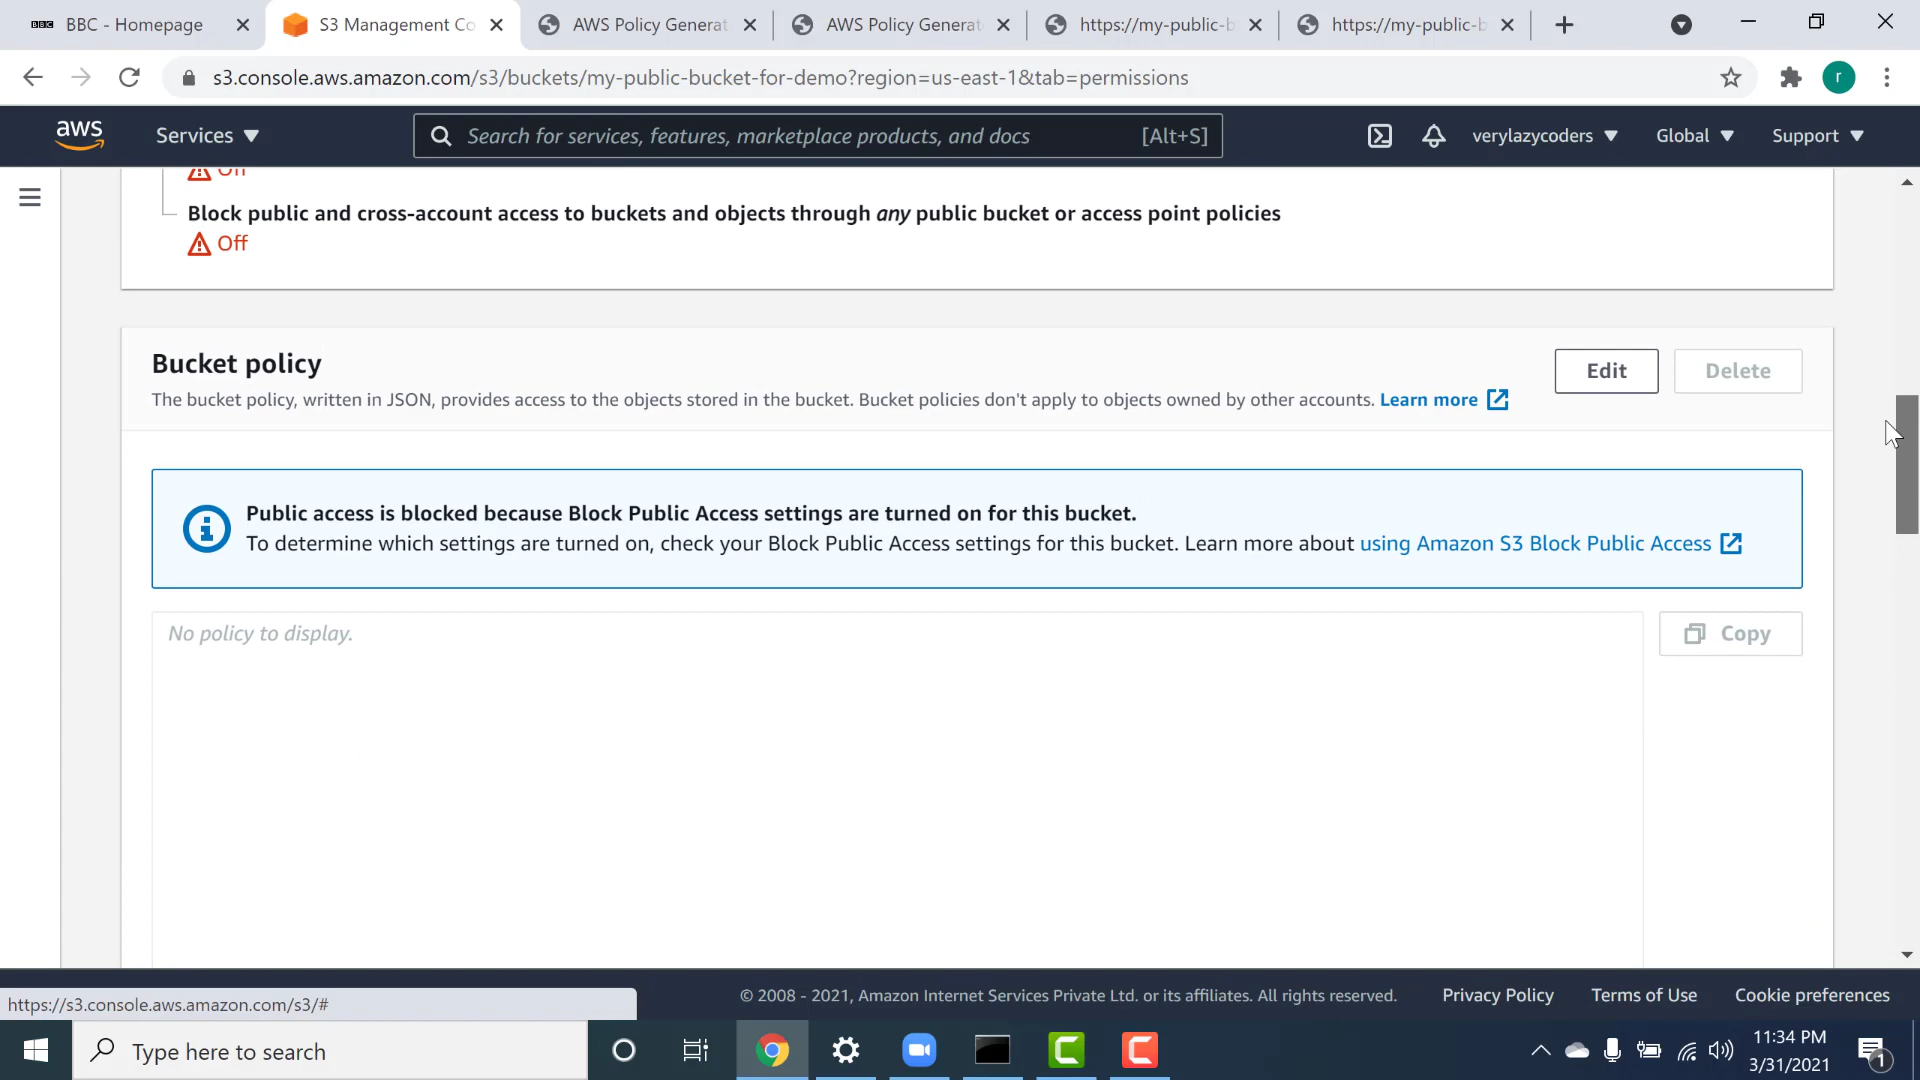 BBC
BBC - Homepage
S3 Management Co
AWS Policy Generat
AWS Policy Generat
https://my-public-b
https://my-public-b
s3.console.aws.amazon.com/s3/buckets/my-public-bucket-for-demo?region=us-east-1&tab=permissions
r
aws
Services
Search for services, features, marketplace products, and docs
[Alt+S]
verylazycoders
Global
Support
Off
Block public and cross-account access to buckets and objects through any public bucket or access point policies
Off
Bucket policy
Edit
Delete
The bucket policy, written in JSON, provides access to the objects stored in the bucket. Bucket policies don't apply to objects owned by other accounts. Learn more
Public access is blocked because Block Public Access settings are turned on for this bucket.
To determine which settings are turned on, check your Block Public Access settings for this bucket. Learn more about using Amazon S3 Block Public Access
No policy to display.
Copy
https://s3.console.aws.amazon.com/s3/#
© 2008 - 2021, Amazon Internet Services Private Ltd. or its affiliates. All rights reserved.
Privacy Policy
Terms of Use
Cookie preferences
Type here to search
11:34 PM
3/31/2021
1